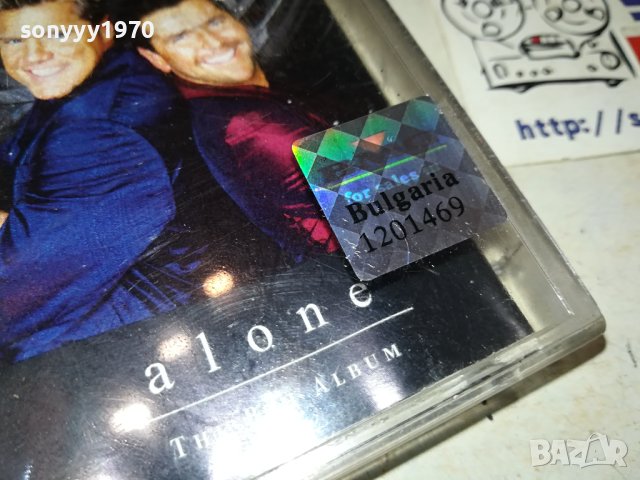 sonyyy1970
http://s
for sales
Bulgaria
1201469
alone
ALBUM
BAZAR